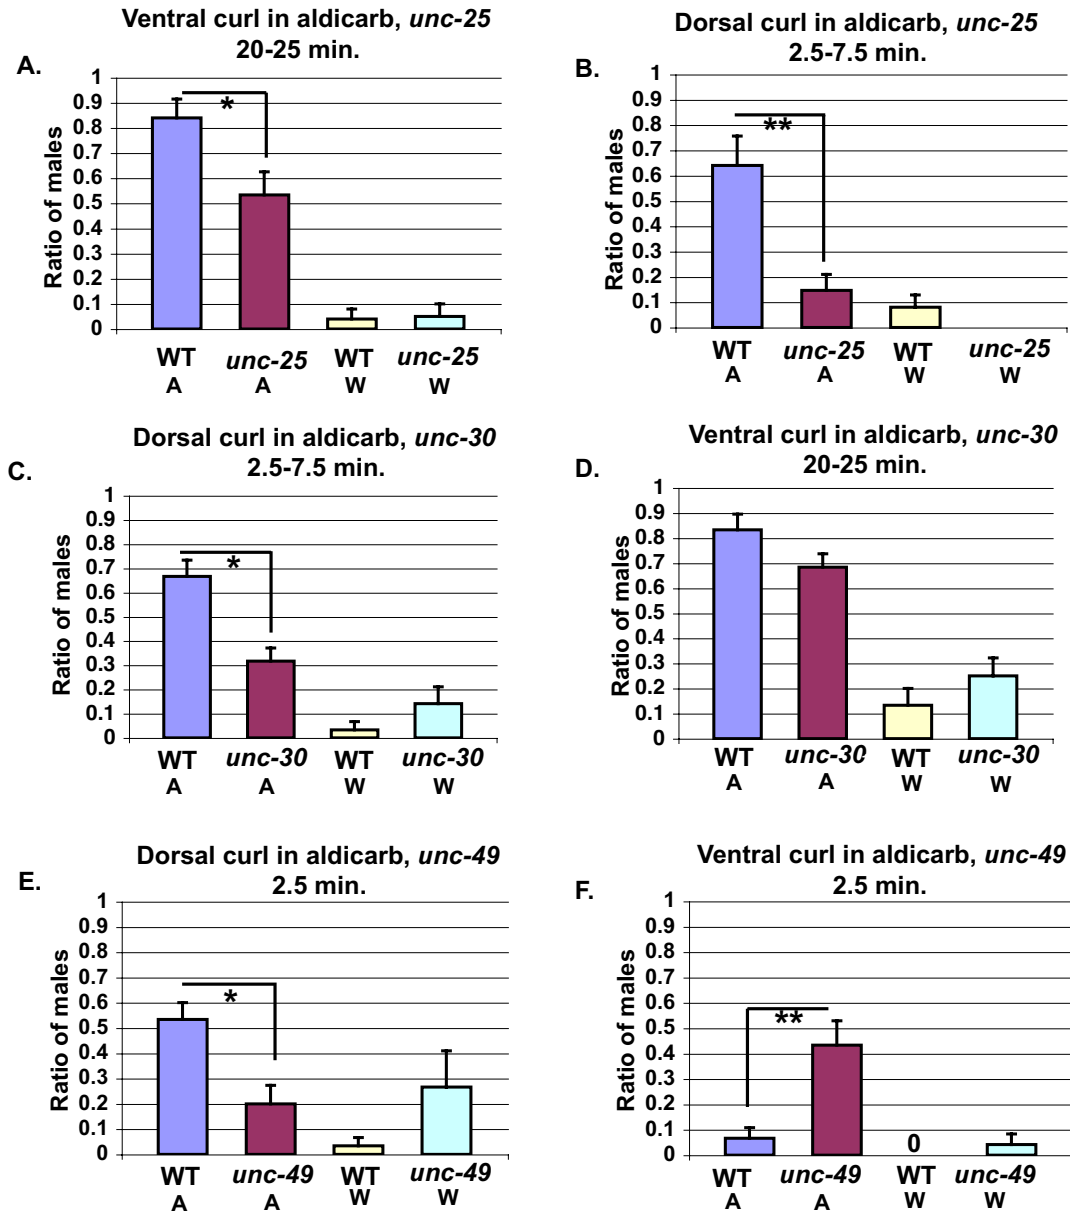 A.
Ventral curl in aldicarb, unc-25
20-25 min.
Ratio of males
1
0.9
0.8
0.7
0.6
0.5
0.4
0.3
0.2
0.1
0
*
WT unc-25 WT unc-25
A A W W
B.
Dorsal curl in aldicarb, unc-25
2.5-7.5 min.
Ratio of males
1
0.9
0.8
0.7
0.6
0.5
0.4
0.3
0.2
0.1
0
**
WT unc-25 WT unc-25
A A W W
C.
Dorsal curl in aldicarb, unc-30
2.5-7.5 min.
Ratio of males
1
0.9
0.8
0.7
0.6
0.5
0.4
0.3
0.2
0.1
0
*
WT unc-30 WT unc-30
A A W W
D.
Ventral curl in aldicarb, unc-30
20-25 min.
Ratio of males
1
0.9
0.8
0.7
0.6
0.5
0.4
0.3
0.2
0.1
0
WT unc-30 WT unc-30
A A W W
E.
Dorsal curl in aldicarb, unc-49
2.5 min.
Ratio of males
1
0.9
0.8
0.7
0.6
0.5
0.4
0.3
0.2
0.1
0
*
WT unc-49 WT unc-49
A A W W
F.
Ventral curl in aldicarb, unc-49
2.5 min.
Ratio of males
1
0.9
0.8
0.7
0.6
0.5
0.4
0.3
0.2
0.1
0
**
0
WT unc-49 WT unc-49
A A W W